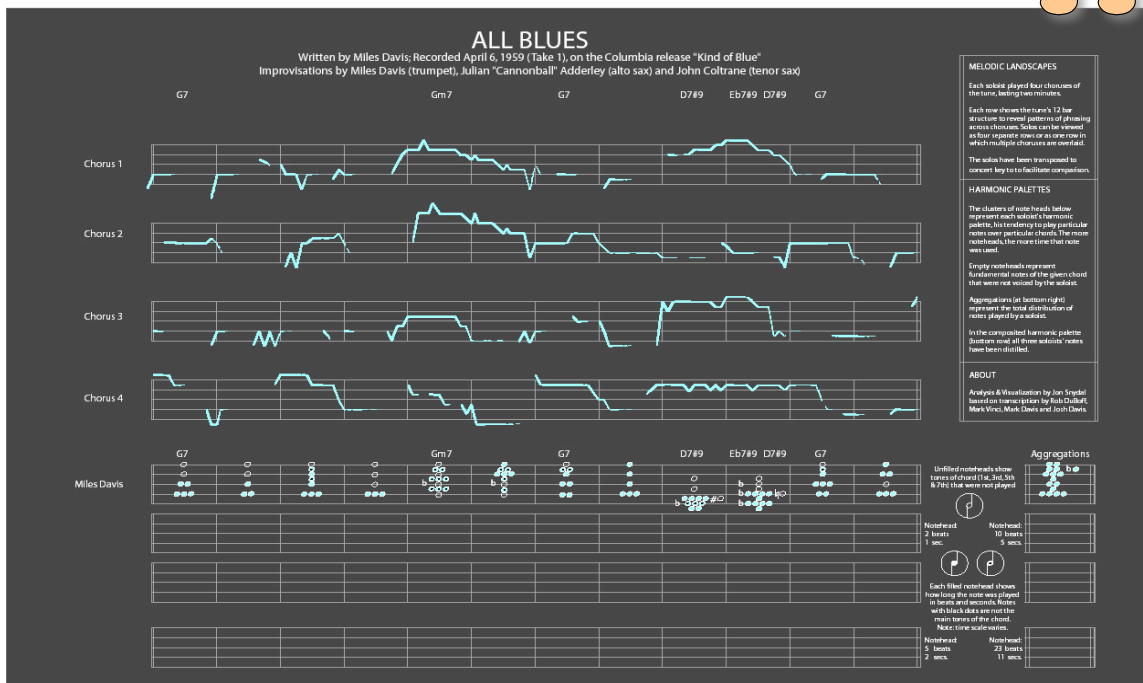 ALL BLUES
Written by Miles Davis; Recorded April 6, 1959 (Take 1), on the Columbia release "Kind of Blue"
Improvisations by Miles Davis (trumpet), Julian "Cannonball" Adderley (alto sax) and John Coltrane (tenor sax)
G7 Gm7 G7 D7#9 Eb7#9 D7#9 G7
Chorus 1
Chorus 2
Chorus 3
Chorus 4
G7 Gm7 G7 D7#9 Eb7#9 D7#9 G7
Miles Davis
MELODIC LANDSCAPES
Each soloist played four choruses of
the tune, lasting two minutes.
Each row shows the tune's 12 bar
structure to reveal patterns of phrasing
across choruses. Solos can be viewed
as four separate rows or as one row in
which multiple choruses are overlaid.
The solos have been transposed to
concert key to to facilitate comparison.
HARMONIC PALETTES
The clusters of note heads below
represent each soloist's harmonic
palette, his tendency to play particular
notes over particular chords. The more
noteheads, the more time that note
was used.
Empty noteheads represent
fundamental notes of the given chord
that were not voiced by the soloist.
Aggregations (at bottom right)
represent the total distribution of
notes played by a soloist.
In the composited harmonic palette
(bottom row) all three soloists' notes
have been distilled.
ABOUT
Analysis & Visualization by Jon Snydal
based on transcription by Rob DuBoff,
Mark Vinci, Mark Davis and Josh Davis.
Aggregations
Unfilled noteheads show
tones of chord (1st, 3rd, 5th
& 7th) that were not played
Notehead:
2 beats
1 sec.
Notehead:
10 beats
5 secs.
Each filled notehead shows
how long the note was played
in beats and seconds. Notes
with black dots are not the
main tones of the chord.
Note: time scale varies.
Notehead:
5 beats
2 secs.
Notehead:
23 beats
11 secs.